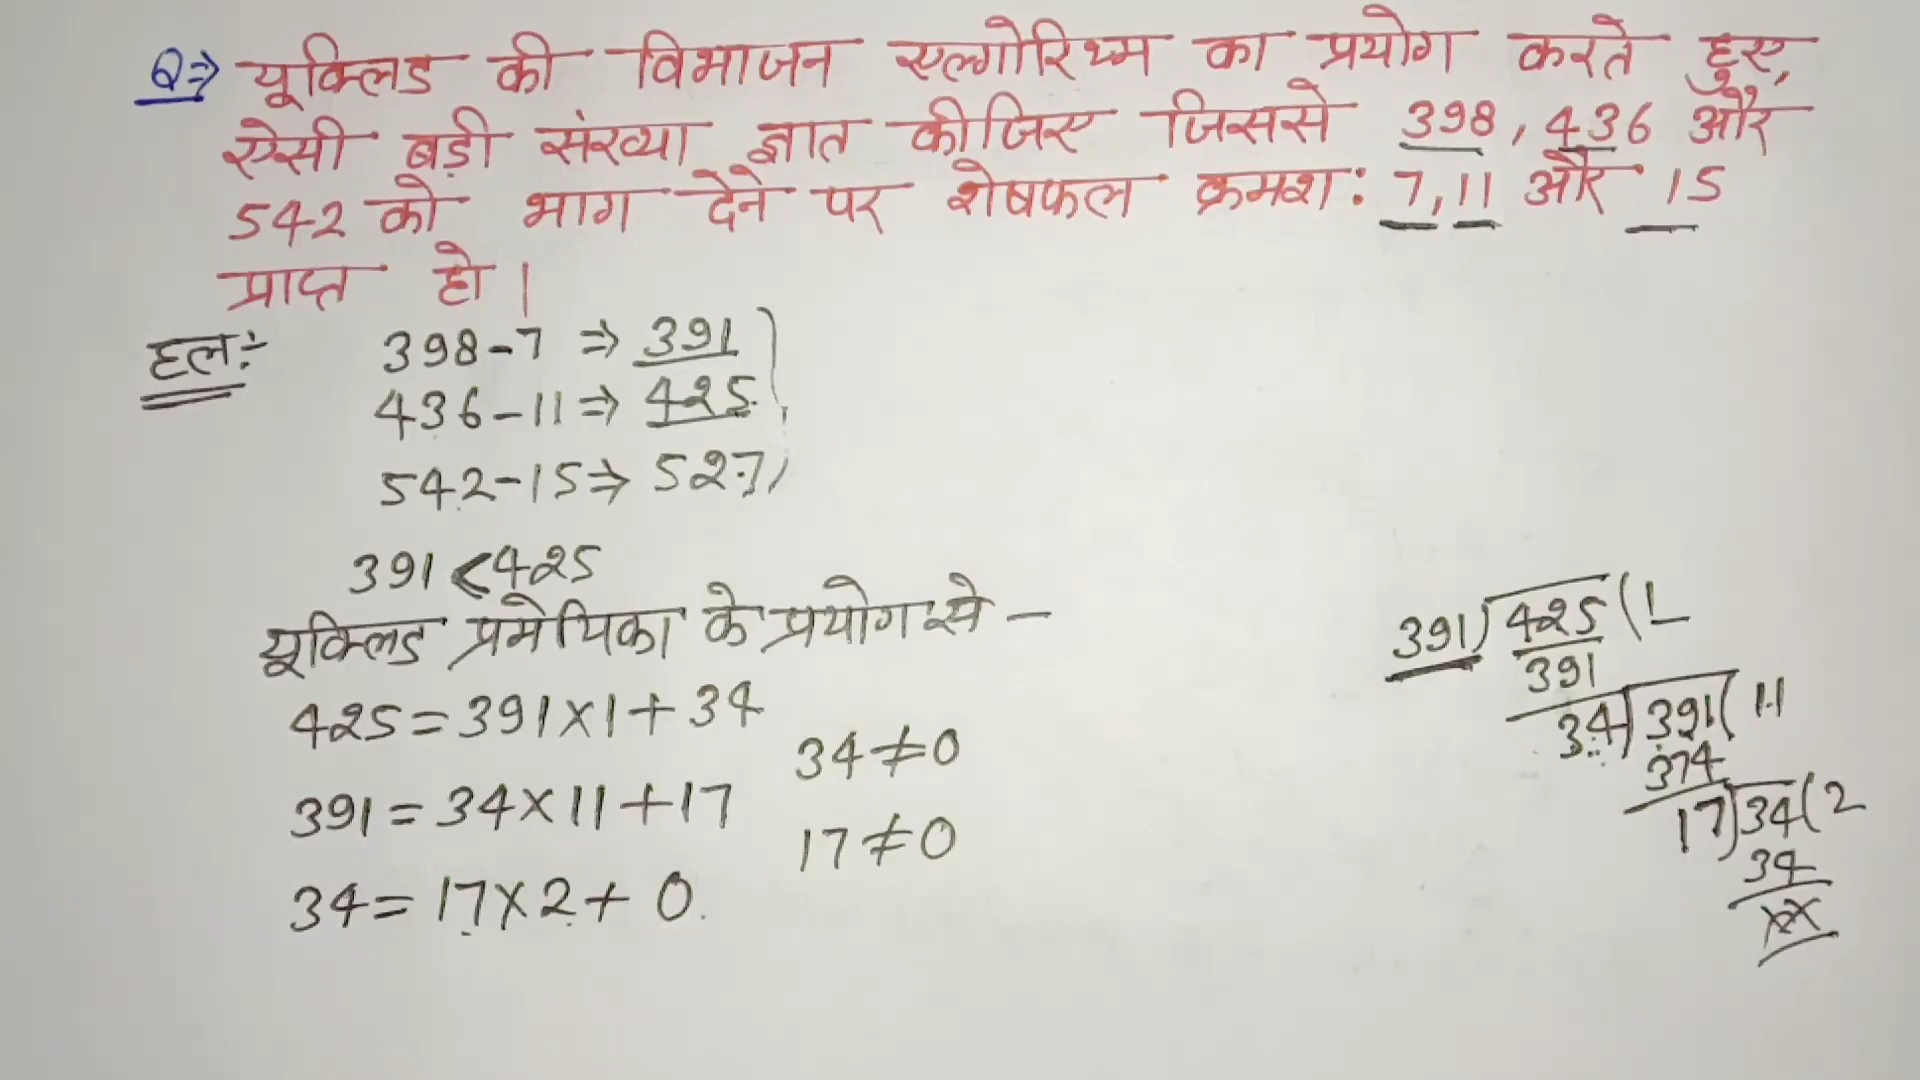 Q⇒ यूक्लिड की विभाजन एल्गोरिथ्म का प्रयोग करते हुए,
ऐसी बड़ी संख्या ज्ञात कीजिए जिससे 398, 436 और
542 को भाग देने पर शेषफल क्रमश: 7, 11 और 15
प्राप्त हो।
हल:-
398-7 ⇒ 391
436-11 ⇒ 425
542-15 ⇒ 527
391 < 425
यूक्लिड प्रमेयिका के प्रयोग से -
425 = 391×1 + 34
34 ≠ 0
391 = 34×11 + 17
17 ≠ 0
34 = 17×2 + 0.
391) 425 (1
391
34) 391 (11
374
17) 34 (2
34
××